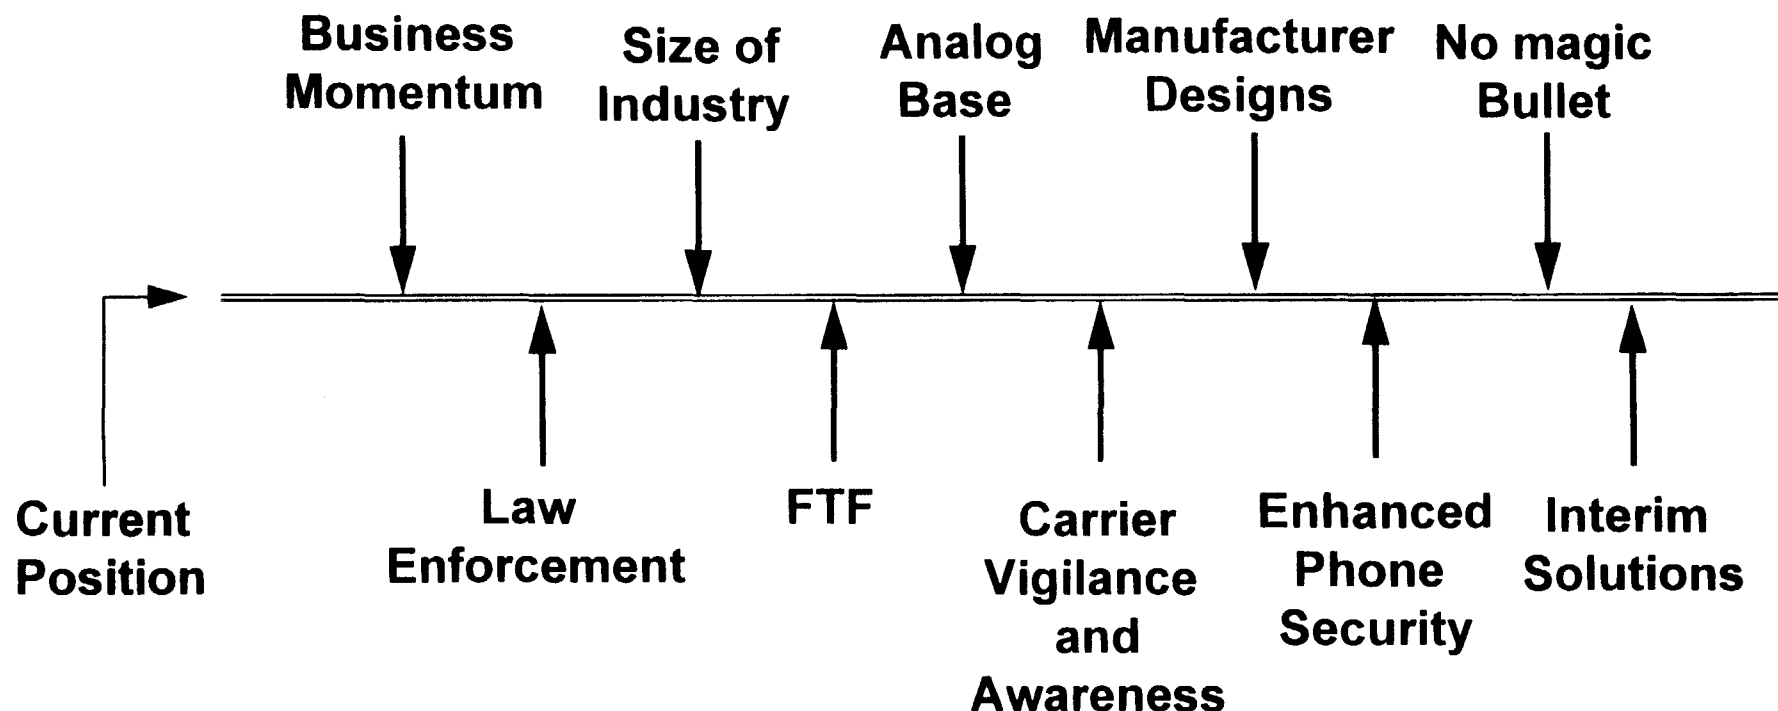 Business
Momentum
Size of
Industry
Analog
Base
Manufacturer
Designs
No magic
Bullet
Current
Position
Law
Enforcement
FTF
Carrier
Vigilance
and
Awareness
Enhanced
Phone
Security
Interim
Solutions